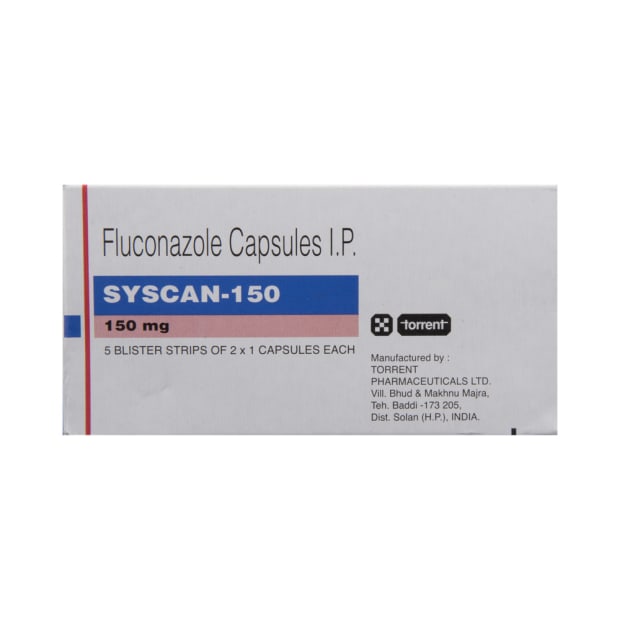 Fluconazole Capsules I.P.
SYSCAN-150
150 mg
5 BLISTER STRIPS OF 2 x 1 CAPSULES EACH
torrent
Manufactured by :
TORRENT
PHARMACEUTICALS LTD.
Vill. Bhud & Makhnu Majra,
Teh. Baddi -173 205,
Dist. Solan (H.P.), INDIA.